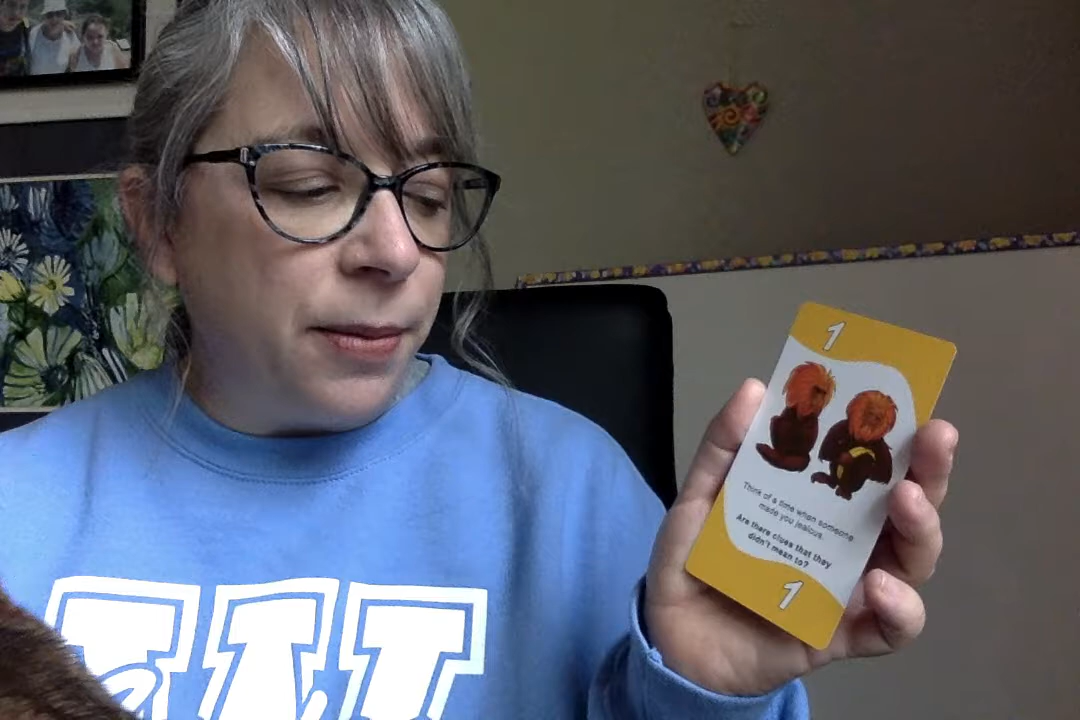 1
Think of a time when someone
made you jealous.
Are there clues that they
didn't mean to?
1